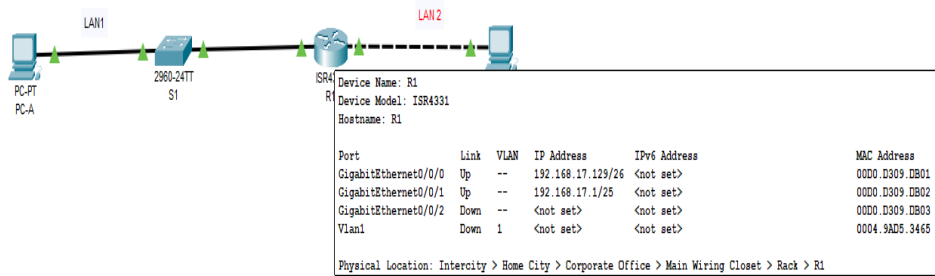 LAN1
LAN 2
PC-PT
PC-A
2960-24TT
S1
Device Name: R1
Device Model: ISR4331
Hostname: R1
Port Link VLAN IP Address IPv6 Address MAC Address
GigabitEthernet0/0/0 Up -- 192.168.17.129/26 <not set> 00D0.D309.DB01
GigabitEthernet0/0/1 Up -- 192.168.17.1/25 <not set> 00D0.D309.DB02
GigabitEthernet0/0/2 Down -- <not set> <not set> 00D0.D309.DB03
Vlan1 Down 1 <not set> <not set> 0004.9AD5.3465
Physical Location: Intercity > Home City > Corporate Office > Main Wiring Closet > Rack > R1